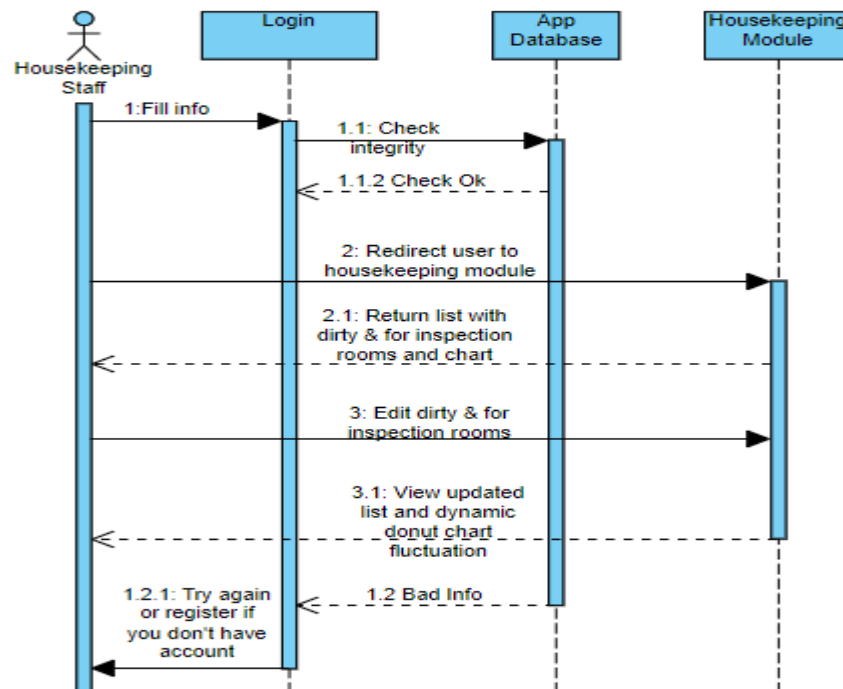 Login
App
Database
Housekeeping
Module
Housekeeping
Staff
1:Fill info
1.1: Check
integrity
1.1.2 Check Ok
2: Redirect user to
housekeeping module
2.1: Return list with
dirty & for inspection
rooms and chart
3: Edit dirty & for
inspection rooms
3.1: View updated
list and dynamic
donut chart
fluctuation
1.2 Bad Info
1.2.1: Try again
or register if
you don't have
account